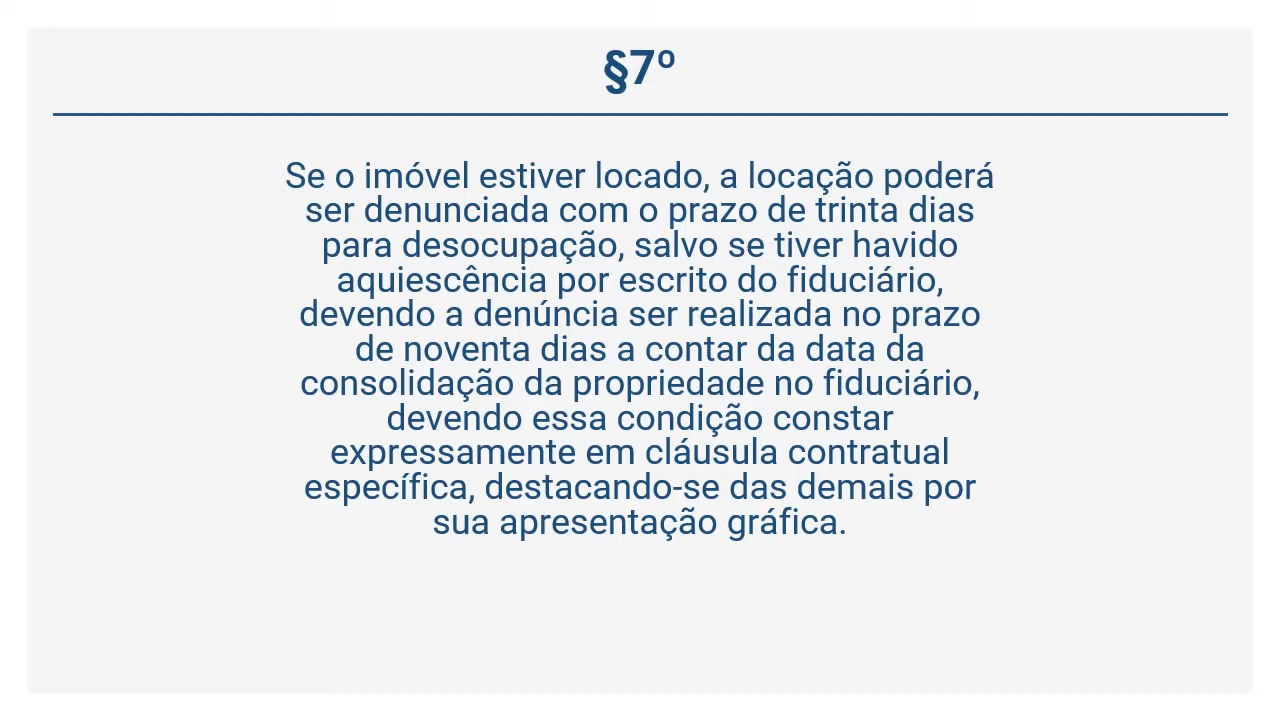 §7º
Se o imóvel estiver locado, a locação poderá
ser denunciada com o prazo de trinta dias
para desocupação, salvo se tiver havido
aquiescência por escrito do fiduciário,
devendo a denúncia ser realizada no prazo
de noventa dias a contar da data da
consolidação da propriedade no fiduciário,
devendo essa condição constar
expressamente em cláusula contratual
específica, destacando-se das demais por
sua apresentação gráfica.